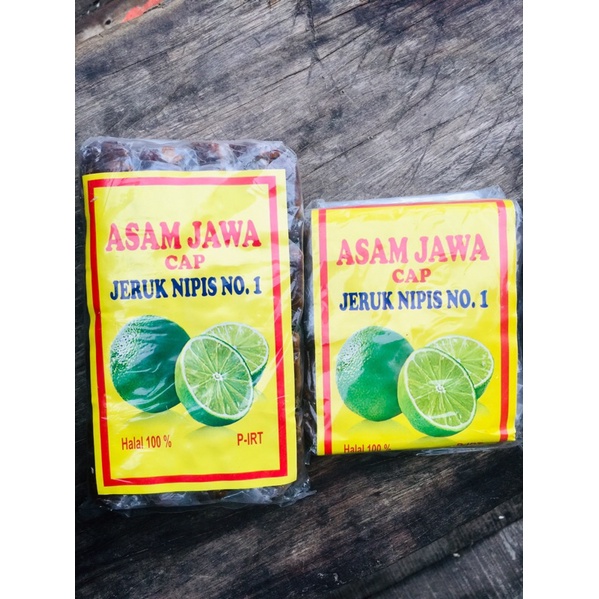 ASAM JAWA
CAP
JERUK NIPIS NO. 1
Halal 100 %
P-IRT
ASAM JAWA
CAP
JERUK NIPIS NO. 1
Halal 100 %